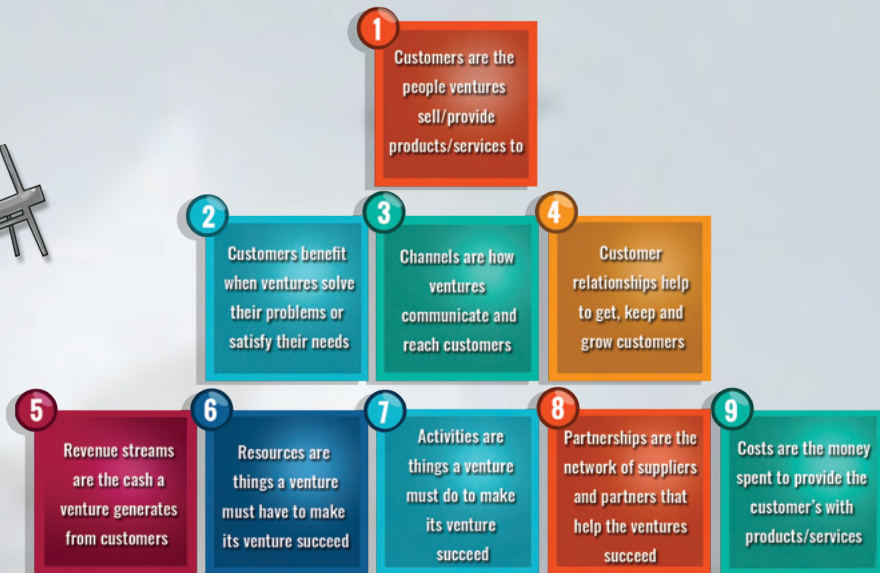 1
Customers are the
people ventures
sell/provide
products/services to
2
Customers benefit
when ventures solve
their problems or
satisfy their needs
3
Channels are how
ventures
communicate and
reach customers
4
Customer
relationships help
to get, keep and
grow customers
5
Revenue streams
are the cash a
venture generates
from customers
6
Resources are
things a venture
must have to make
its venture succeed
7
Activities are
things a venture
must do to make
its venture
succeed
8
Partnerships are the
network of suppliers
and partners that
help the ventures
succeed
9
Costs are the money
spent to provide the
customer's with
products/services